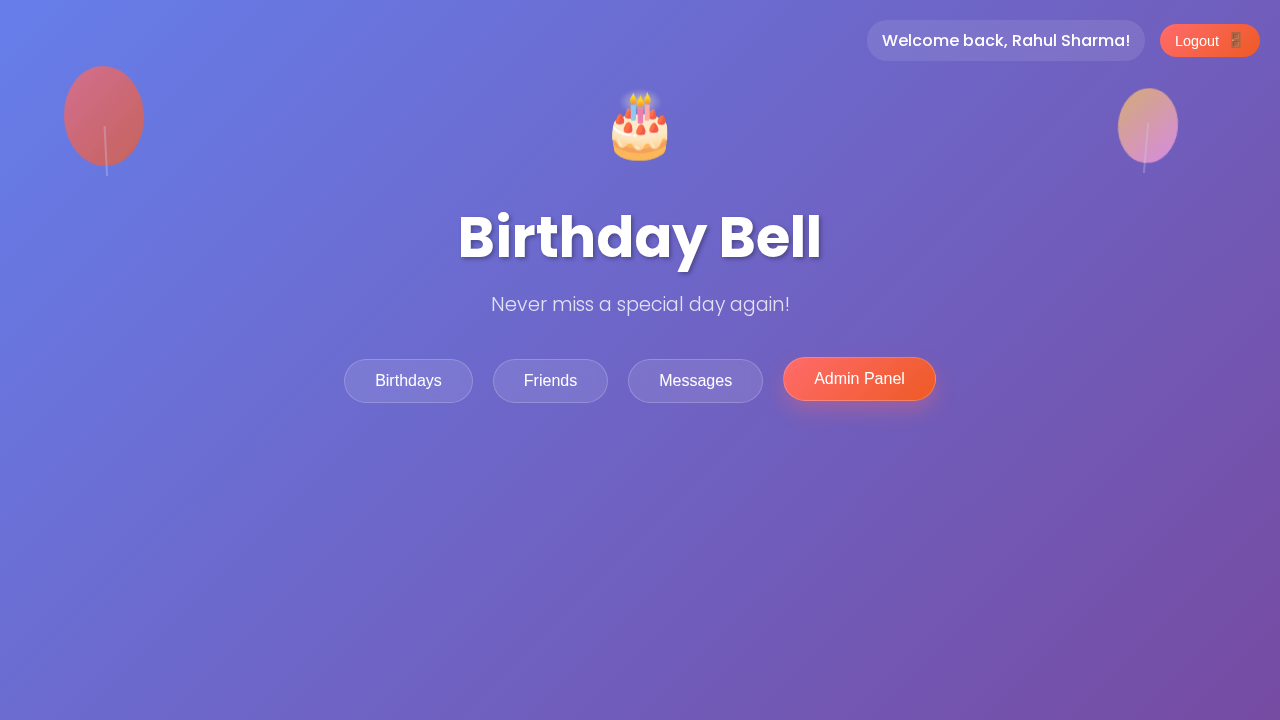 Welcome back, Rahul Sharma!
Logout 🚪
Birthday Bell
Never miss a special day again!
Birthdays
Friends
Messages
Admin Panel